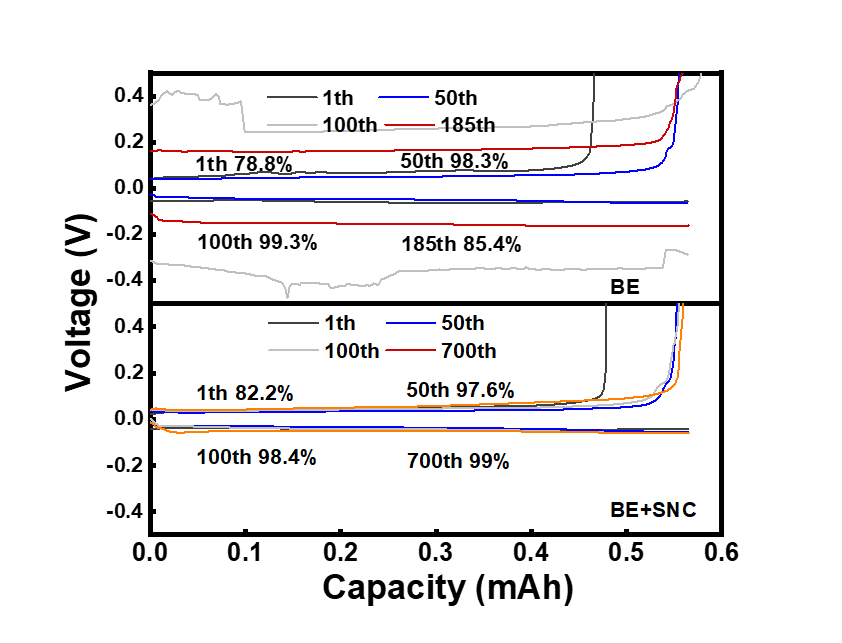 0.4
1th 50th
0.2
100th 185th
1th 78.8% 50th 98.3%
0.0
-0.2
100th 99.3% 185th 85.4%
-0.4
BE
Voltage (V)
0.4
1th 50th
0.2
100th 700th
1th 82.2% 50th 97.6%
0.0
-0.2
100th 98.4% 700th 99%
-0.4
BE+SNC
0.0 0.1 0.2 0.3 0.4 0.5 0.6
Capacity (mAh)